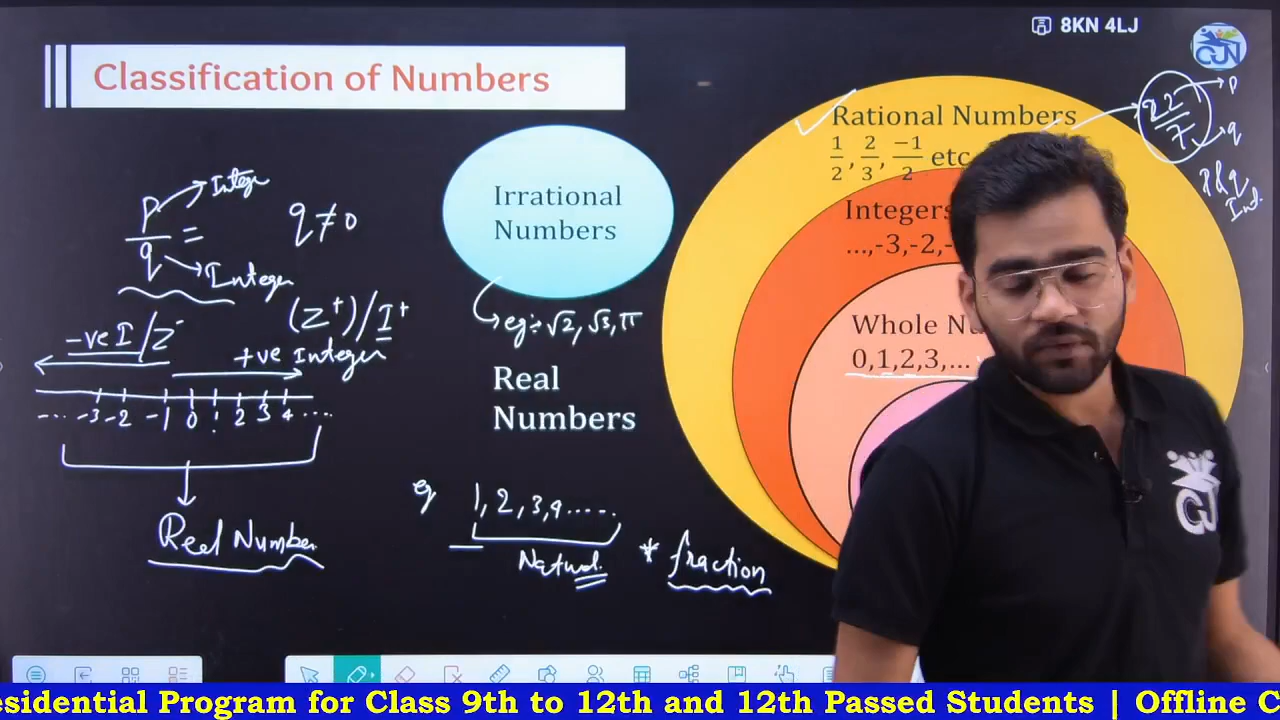 8KN 4LJ
Classification of Numbers
GJN
Rational Numbers
1/2, 2/3, -1/2 etc
22/7
p
q
p & q
Int.
Integers
...,-3,-2,-
Irrational
Numbers
Whole Nu
0,1,2,3,...
eg:- √2, √3, π
Real
Numbers
p/q =
Integer
Integer
q ≠ 0
(Z⁺)/I⁺
-ve I/Z⁻
+ve Integer
... -3 -2 -1 0 1 2 3 4 ....
Real Number
eg 1, 2, 3, 4 .....
Natural
* fraction
GJ
esidential Program for Class 9th to 12th and 12th Passed Students | Offline C